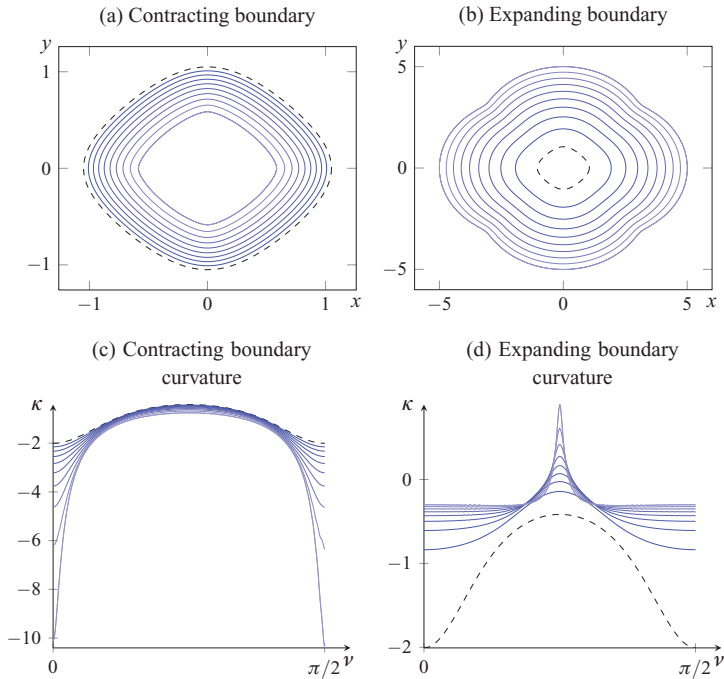 (a) Contracting boundary
y
1
0
−1
−1
0
1
x
(b) Expanding boundary
y
5
0
−5
−5
0
5
x
(c) Contracting boundary
curvature
κ
−2
−4
−6
−8
−10
0
π/2
ν
(d) Expanding boundary
curvature
κ
0
−1
−2
0
π/2
ν